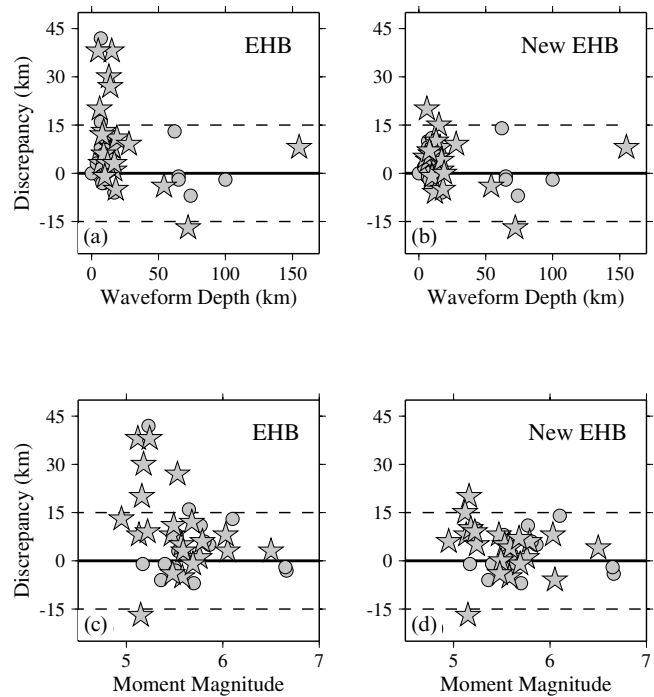 45
30
15
0
-15
Discrepancy (km)
EHB
(a)
0 50 100 150
Waveform Depth (km)
45
30
15
0
-15
New EHB
(b)
0 50 100 150
Waveform Depth (km)
45
30
15
0
-15
Discrepancy (km)
EHB
(c)
5 6 7
Moment Magnitude
45
30
15
0
-15
New EHB
(d)
5 6 7
Moment Magnitude